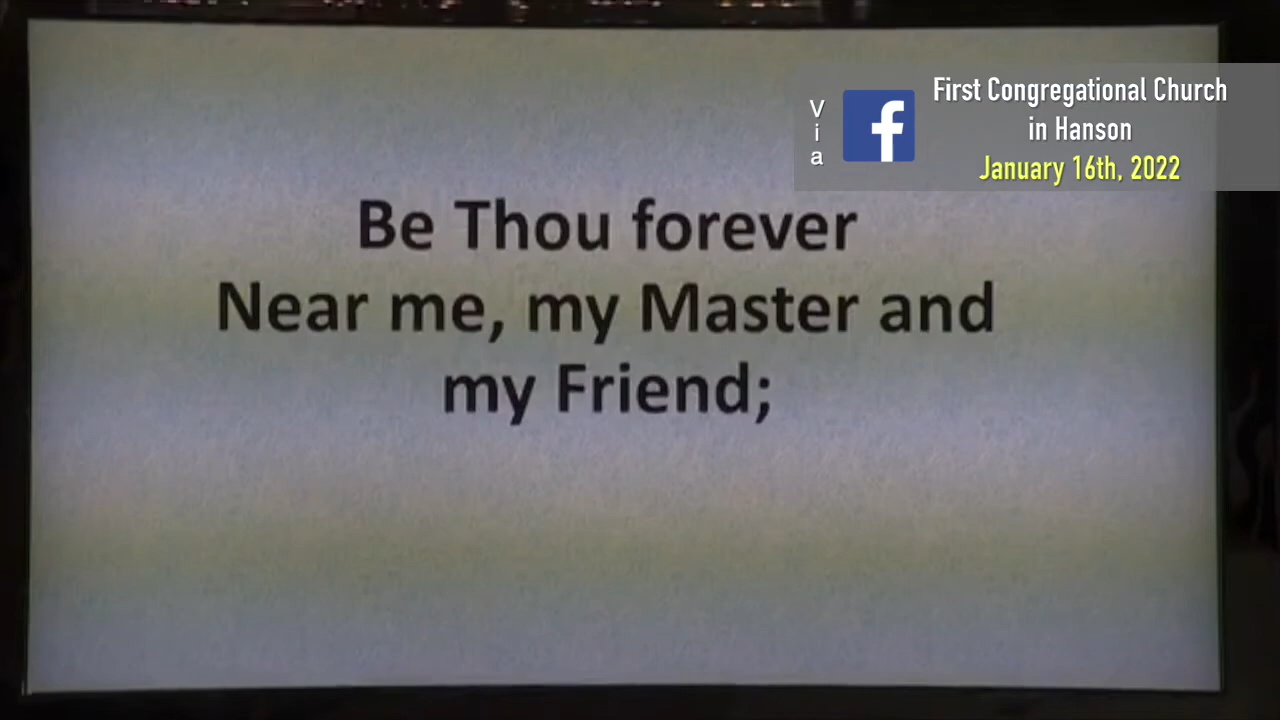 Via
First Congregational Church
in Hanson
January 16th, 2022
Be Thou forever
Near me, my Master and
my Friend;